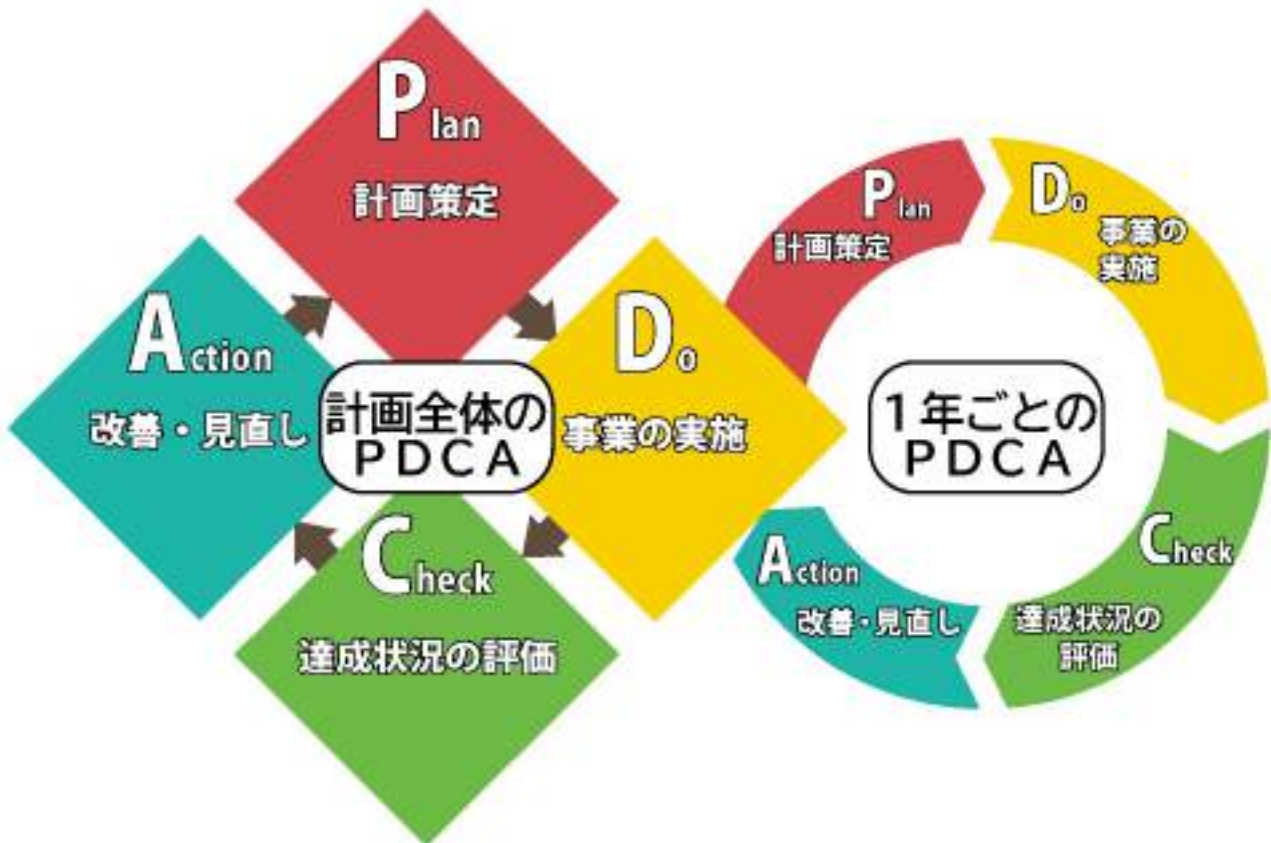 Plan
計画策定
Do
事業の実施
Check
達成状況の評価
Action
改善・見直し
計画全体の
PDCA
Plan
計画策定
Do
事業の
実施
Check
達成状況の
評価
Action
改善・見直し
１年ごとの
PDCA